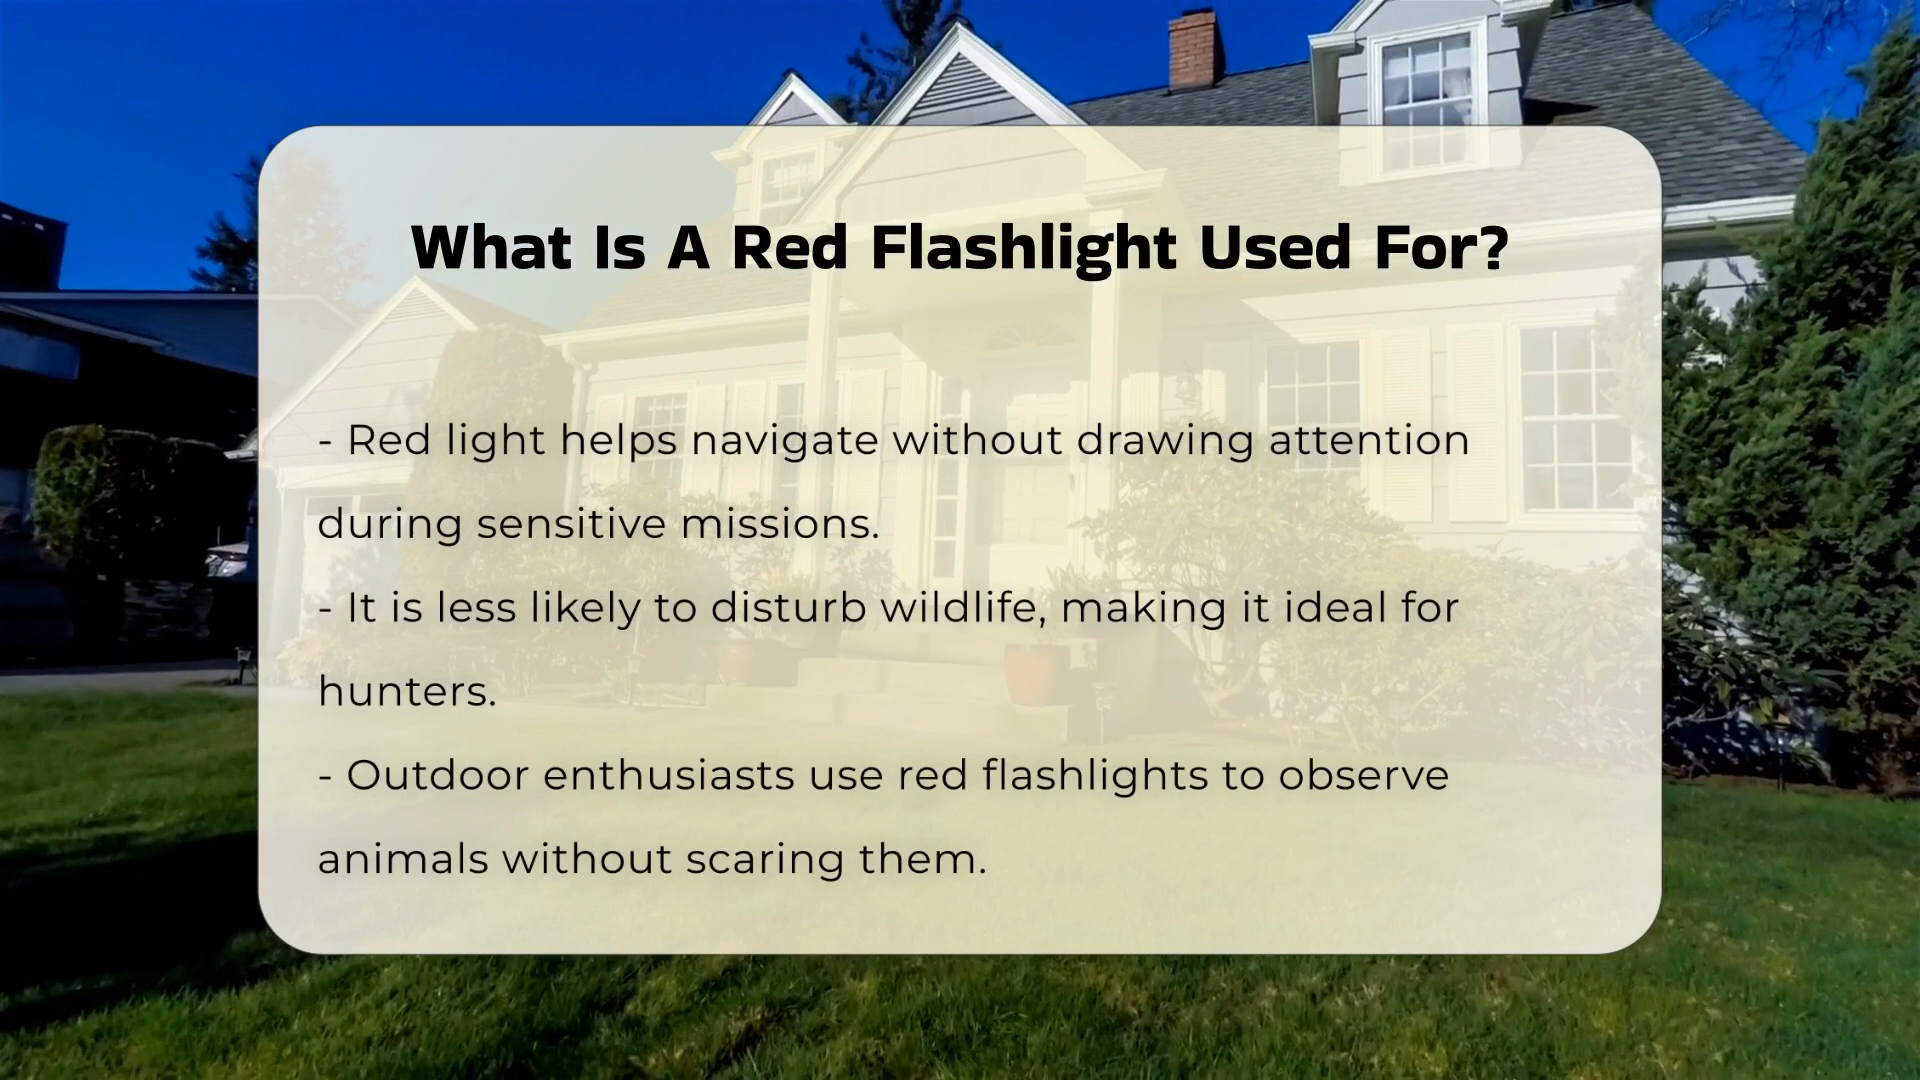 What Is A Red Flashlight Used For?
- Red light helps navigate without drawing attention
during sensitive missions.
- It is less likely to disturb wildlife, making it ideal for
hunters.
- Outdoor enthusiasts use red flashlights to observe
animals without scaring them.